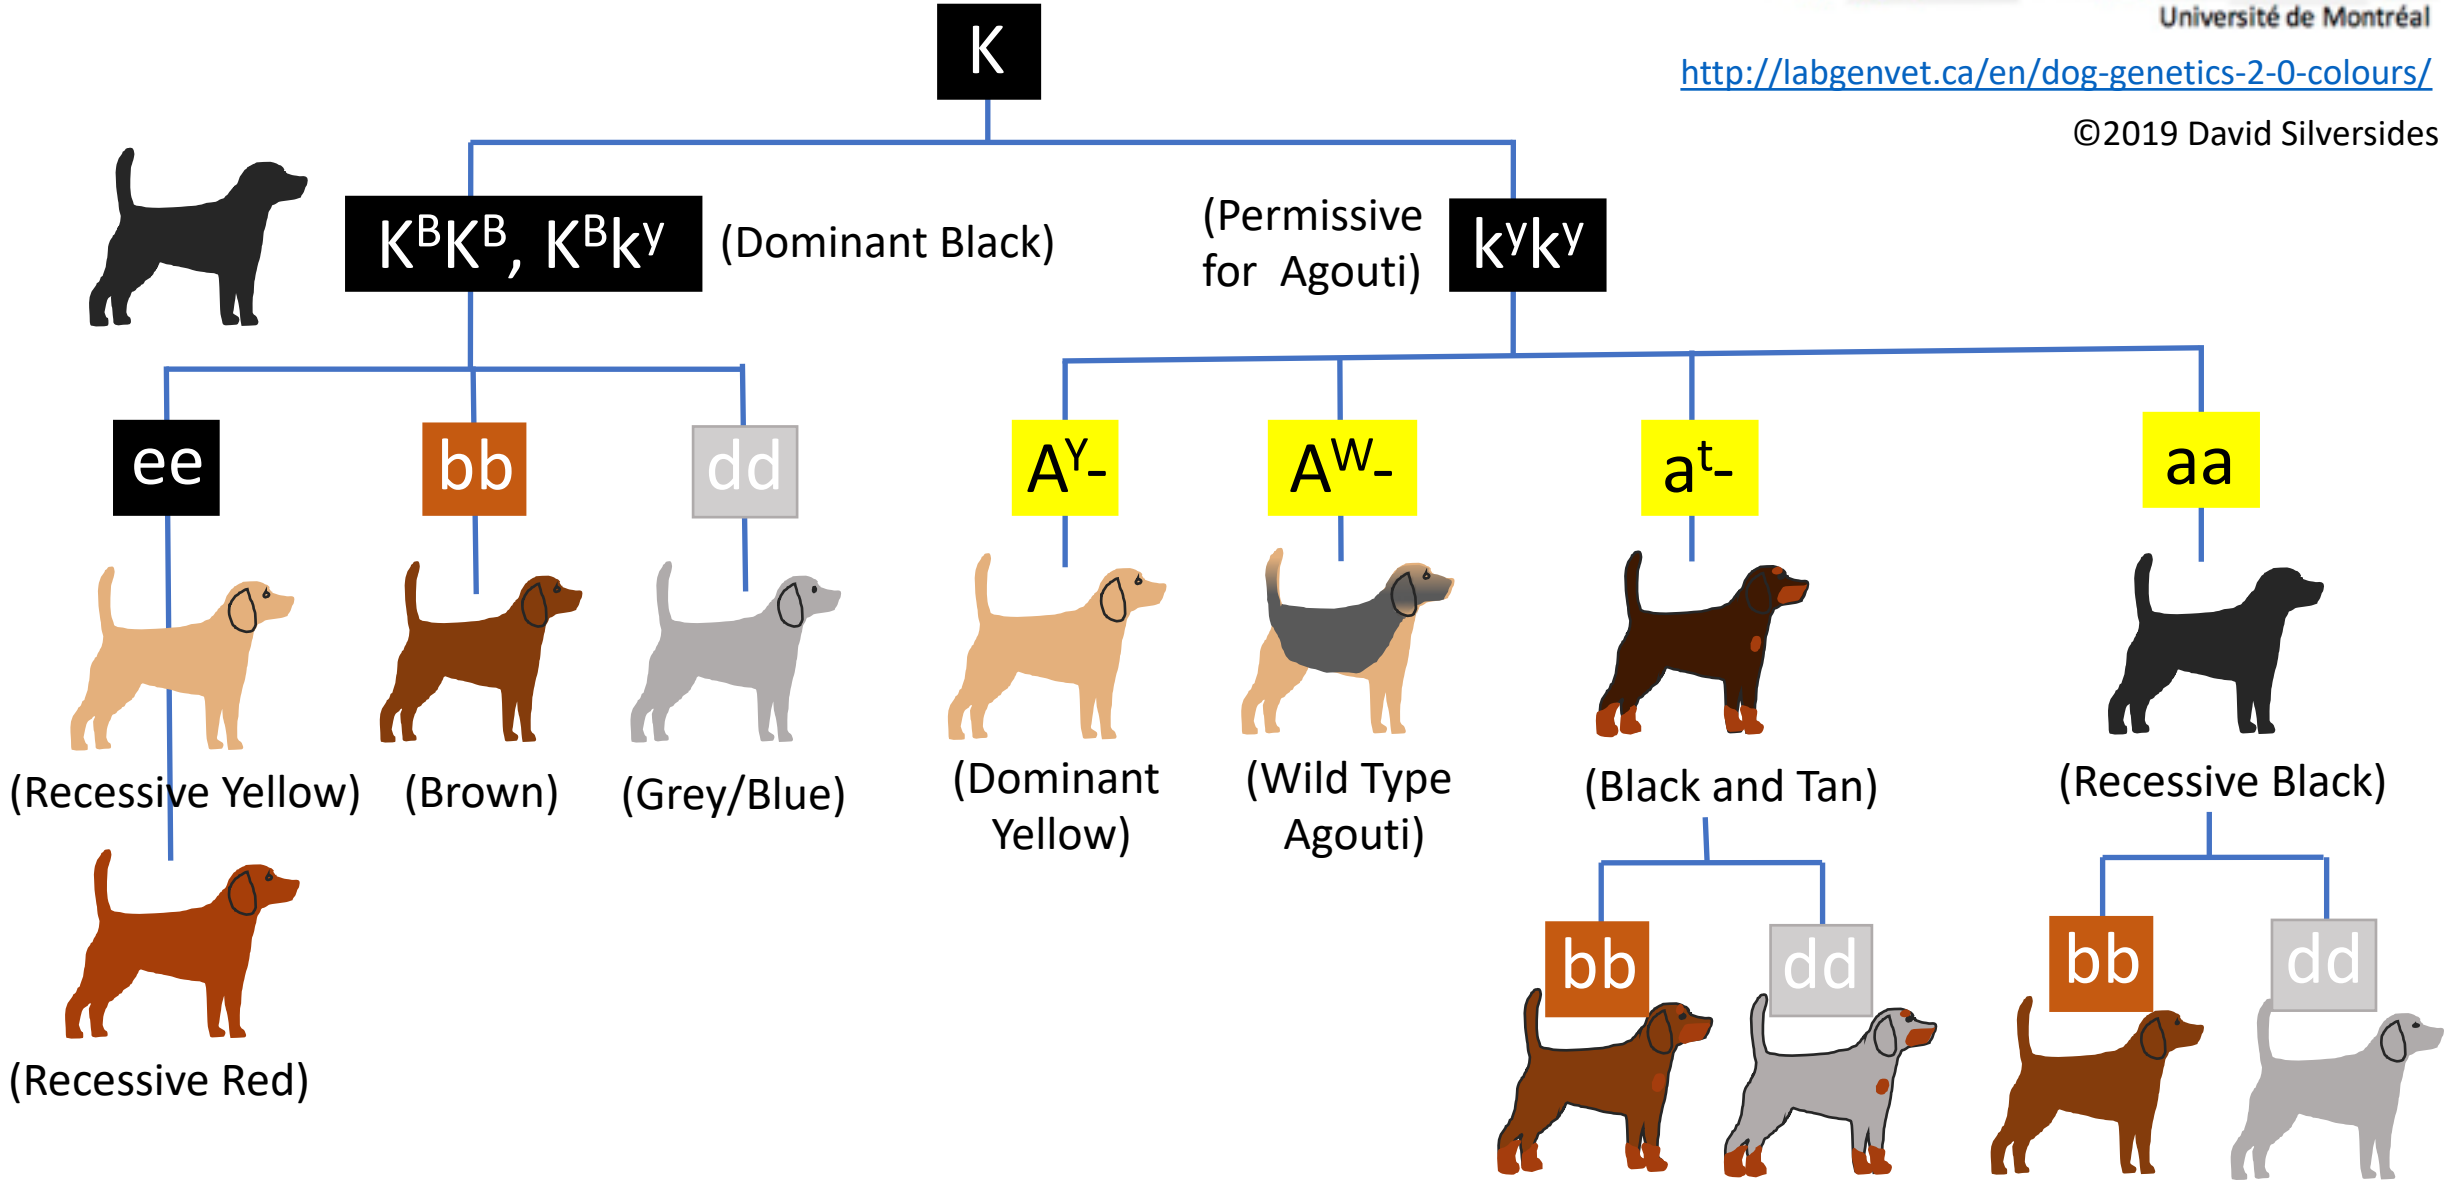 Université de Montréal
http://labgenvet.ca/en/dog-genetics-2-0-colours/
©2019 David Silversides
K
KᴮKᴮ, Kᴮkʸ
(Dominant Black)
(Permissive
for Agouti)
kʸkʸ
ee
bb
dd
Aʸ-
Aᵂ-
aᵗ-
aa
(Recessive Yellow)
(Brown)
(Grey/Blue)
(Dominant
Yellow)
(Wild Type
Agouti)
(Black and Tan)
(Recessive Black)
bb
dd
bb
dd
(Recessive Red)